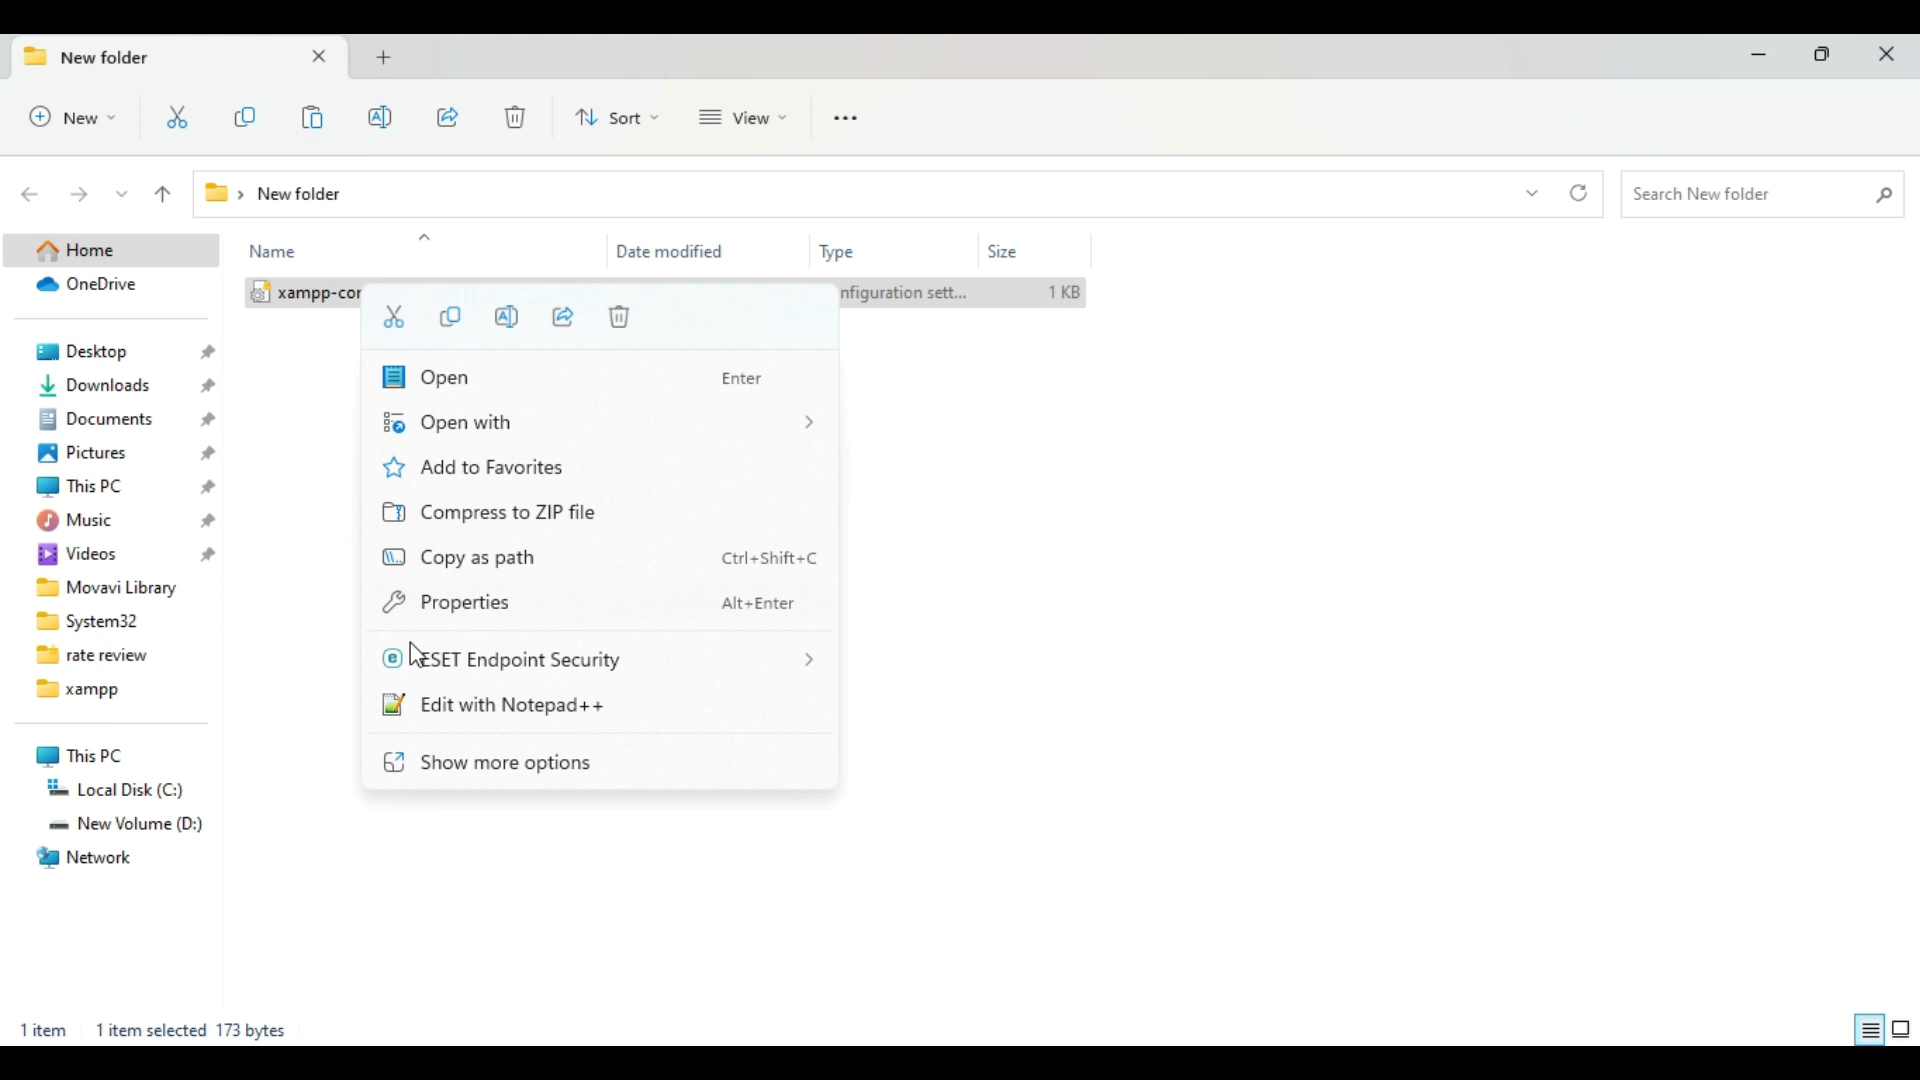 New folder
New
Sort
View
New folder
Search New folder
Home
OneDrive
Desktop
Downloads
Documents
Pictures
This PC
Music
Videos
Movavi Library
System32
rate review
xampp
This PC
Local Disk (C:)
New Volume (D:)
Network
Name Date modified Type Size
xampp-cor nfiguration sett... 1 KB
Open Enter
Open with
Add to Favorites
Compress to ZIP file
Copy as path Ctrl+Shift+C
Properties Alt+Enter
ESET Endpoint Security
Edit with Notepad++
Show more options
1 item 1 item selected 173 bytes